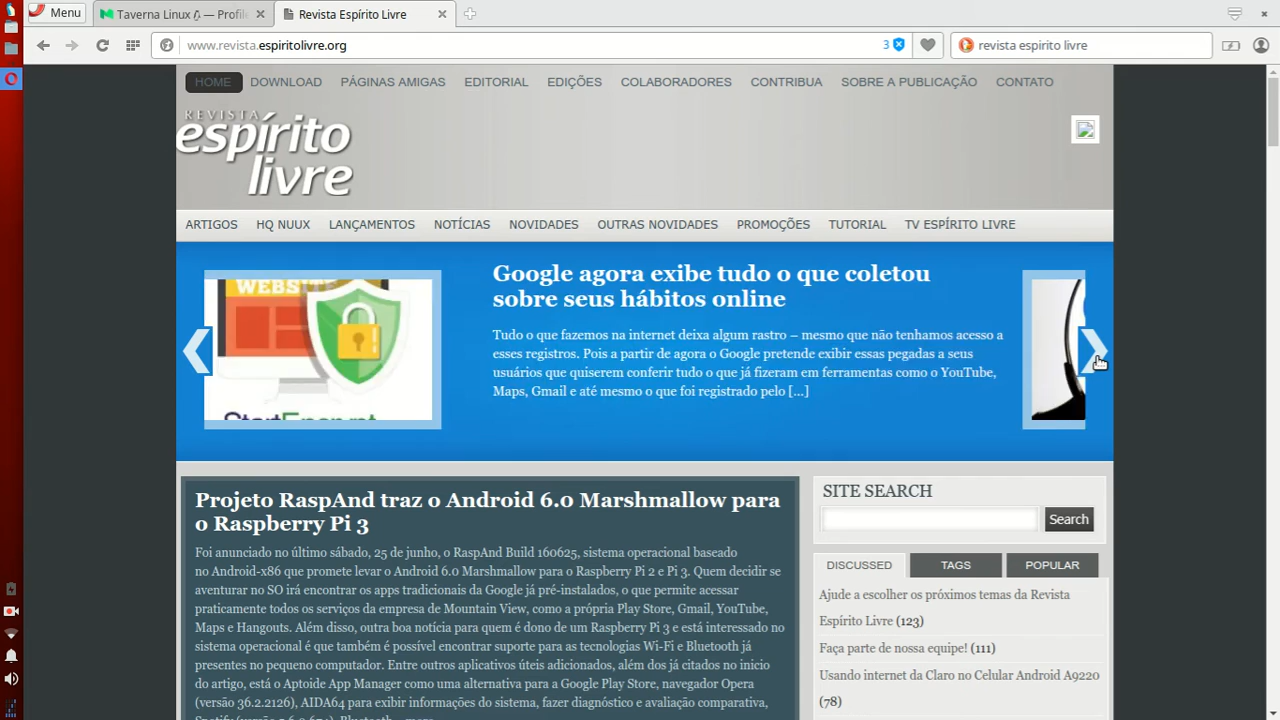 Menu
Taverna Linux () — Profil
Revista Espírito Livre
www.revista.espiritolivre.org
3
revista espirito livre
HOME DOWNLOAD PÁGINAS AMIGAS EDITORIAL EDIÇÕES COLABORADORES CONTRIBUA SOBRE A PUBLICAÇÃO CONTATO
REVISTA
espírito
livre
ARTIGOS HQ NUUX LANÇAMENTOS NOTÍCIAS NOVIDADES OUTRAS NOVIDADES PROMOÇÕES TUTORIAL TV ESPÍRITO LIVRE
WEBSITE
Google agora exibe tudo o que coletou
sobre seus hábitos online
Tudo o que fazemos na internet deixa algum rastro – mesmo que não tenhamos acesso a
esses registros. Pois a partir de agora o Google pretende exibir essas pegadas a seus
usuários que quiserem conferir tudo o que já fizeram em ferramentas como o YouTube,
Maps, Gmail e até mesmo o que foi registrado pelo [...]
Projeto RaspAnd traz o Android 6.0 Marshmallow para
o Raspberry Pi 3
Foi anunciado no último sábado, 25 de junho, o RaspAnd Build 160625, sistema operacional baseado
no Android-x86 que promete levar o Android 6.0 Marshmallow para o Raspberry Pi 2 e Pi 3. Quem decidir se
aventurar no SO irá encontrar os apps tradicionais da Google já pré-instalados, o que permite acessar
praticamente todos os serviços da empresa de Mountain View, como a própria Play Store, Gmail, YouTube,
Maps e Hangouts. Além disso, outra boa notícia para quem é dono de um Raspberry Pi 3 e está interessado no
sistema operacional é que também é possível encontrar suporte para as tecnologias Wi-Fi e Bluetooth já
presentes no pequeno computador. Entre outros aplicativos úteis adicionados, além dos já citados no inicio
do artigo, está o Aptoide App Manager como uma alternativa para a Google Play Store, navegador Opera
(versão 36.2.2126), AIDA64 para exibir informações do sistema, fazer diagnóstico e avaliação comparativa,
SITE SEARCH
Search
DISCUSSED TAGS POPULAR
Ajude a escolher os próximos temas da Revista
Espírito Livre (123)
Faça parte de nossa equipe! (111)
Usando internet da Claro no Celular Android A9220
(78)